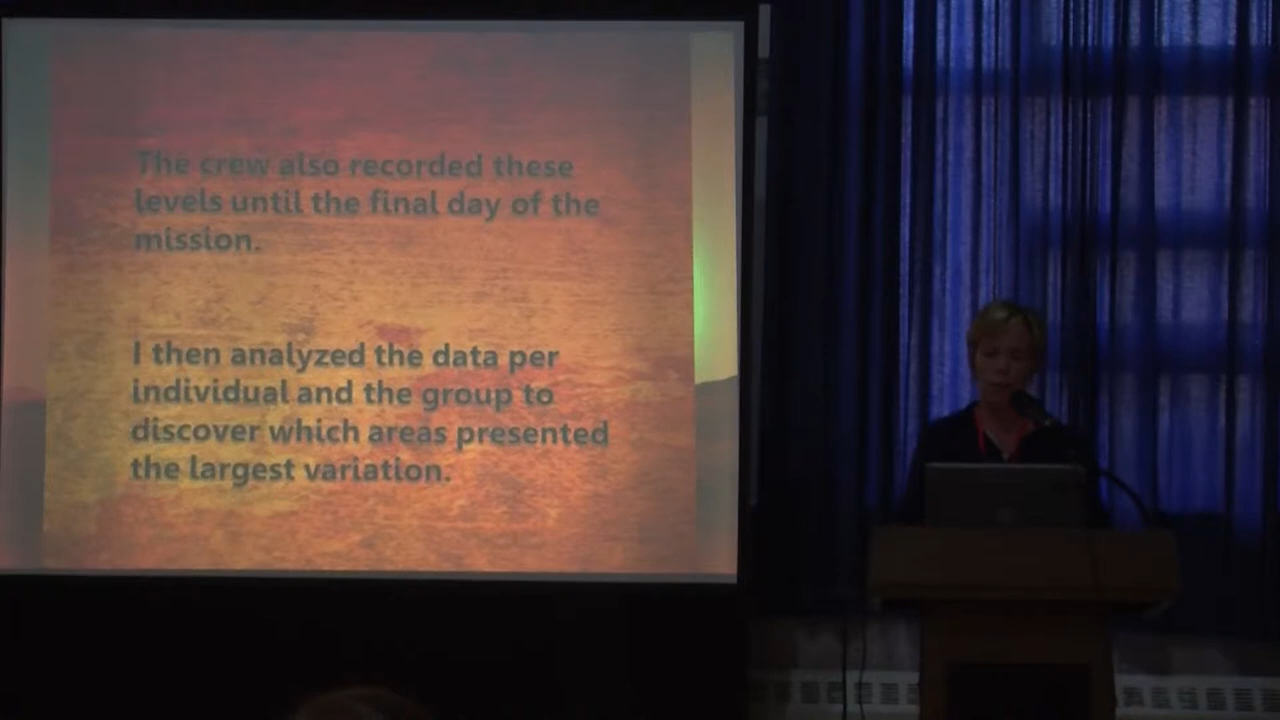 The crew also recorded these
levels until the final day of the
mission.
I then analyzed the data per
individual and the group to
discover which areas presented
the largest variation.